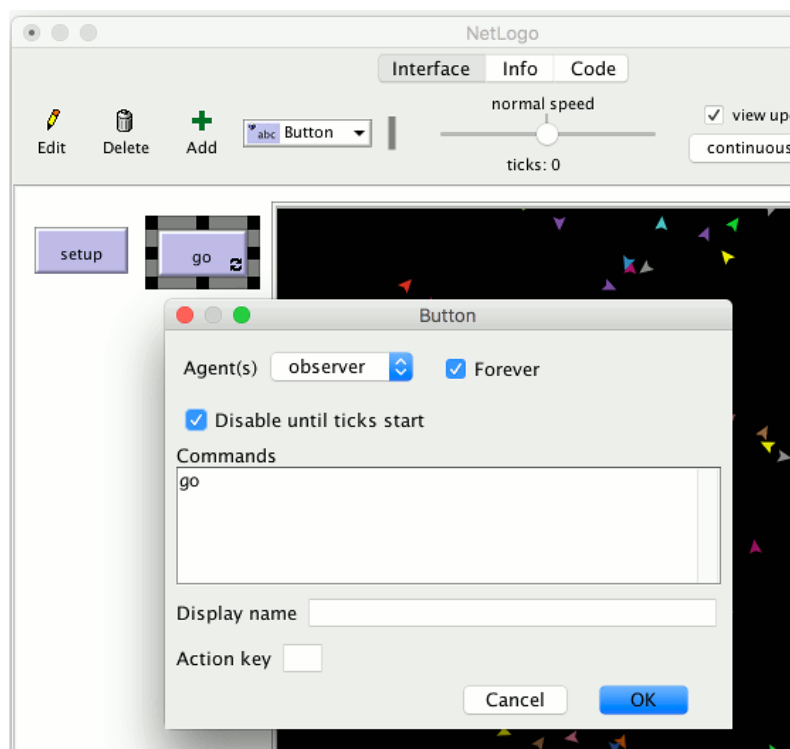 NetLogo
Interface Info Code
normal speed
Edit Delete Add abc Button view up
continuous
ticks: 0
setup go
Button
Agent(s) observer Forever
Disable until ticks start
Commands
go
Display name
Action key
Cancel OK